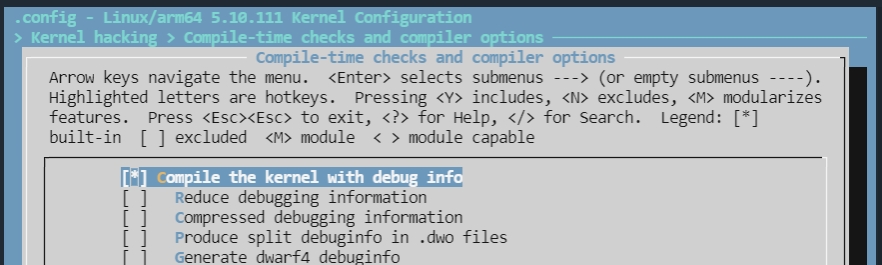 .config - Linux/arm64 5.10.111 Kernel Configuration
> Kernel hacking > Compile-time checks and compiler options
Compile-time checks and compiler options
Arrow keys navigate the menu.  <Enter> selects submenus ---> (or empty submenus ----).
Highlighted letters are hotkeys.  Pressing <Y> includes, <N> excludes, <M> modularizes
features.  Press <Esc><Esc> to exit, <?> for Help, </> for Search.  Legend: [*]
built-in  [ ] excluded  <M> module  < > module capable
[*] Compile the kernel with debug info
[ ]   Reduce debugging information
[ ]   Compressed debugging information
[ ]   Produce split debuginfo in .dwo files
[ ]   Generate dwarf4 debuginfo